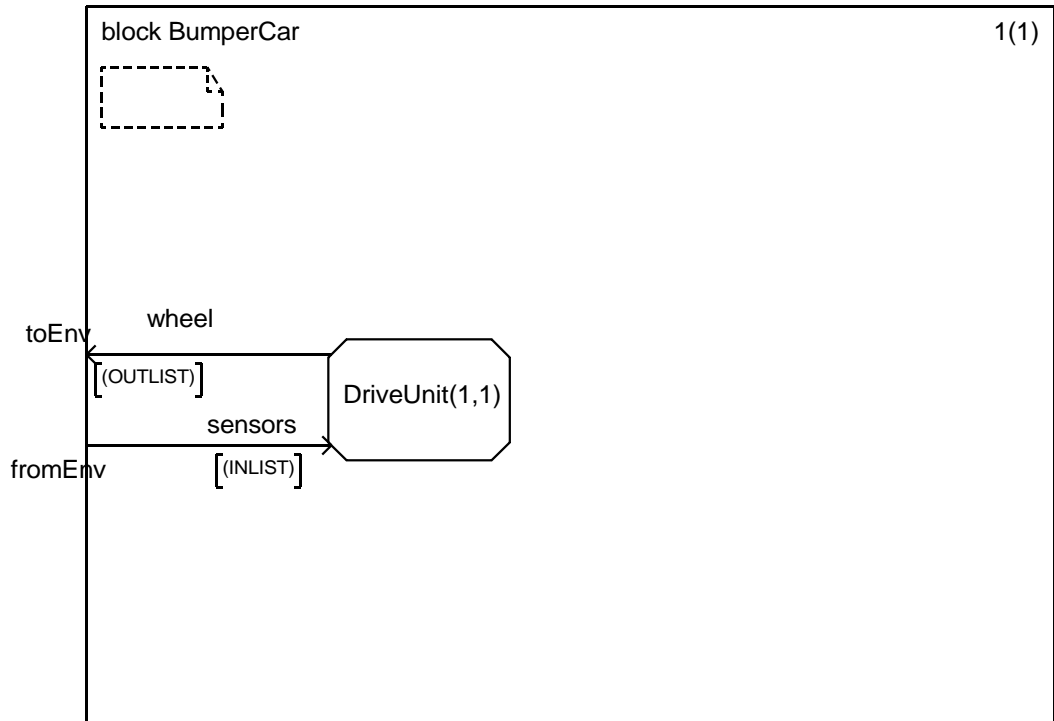 block BumperCar
1(1)
wheel
toEnv
(OUTLIST)
DriveUnit(1,1)
sensors
fromEnv
(INLIST)